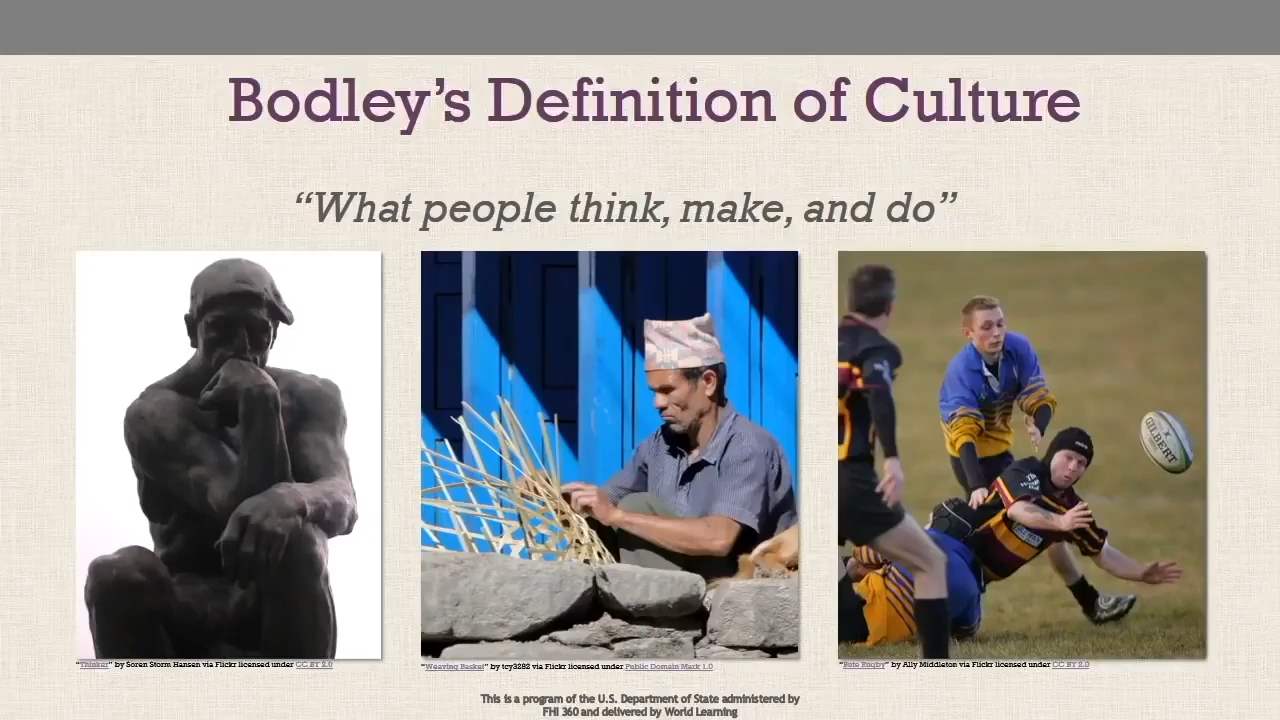 Bodley’s Definition of Culture
“What people think, make, and do”
GILBERT
“Thinker” by Soren Storm Hansen via Flickr licensed under CC BY 2.0
“Weaving Basket” by tcy3282 via Flickr licensed under Public Domain Mark 1.0
“Bute Rugby” by Ally Middleton via Flickr licensed under CC BY 2.0
This is a program of the U.S. Department of State administered by
FHI 360 and delivered by World Learning